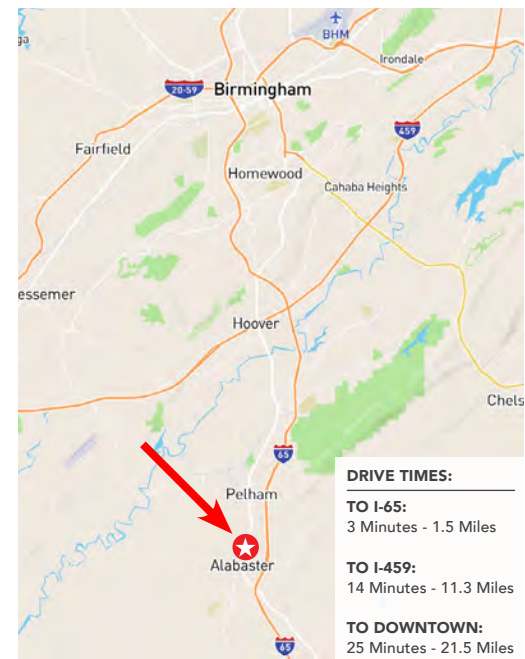 ga
BHM
Irondale
20-59
Birmingham
459
Fairfield
Homewood
Cahaba Heights
essemer
Hoover
Chels
65
Pelham
Alabaster
65
DRIVE TIMES:
TO I-65:
3 Minutes - 1.5 Miles
TO I-459:
14 Minutes - 11.3 Miles
TO DOWNTOWN:
25 Minutes - 21.5 Miles